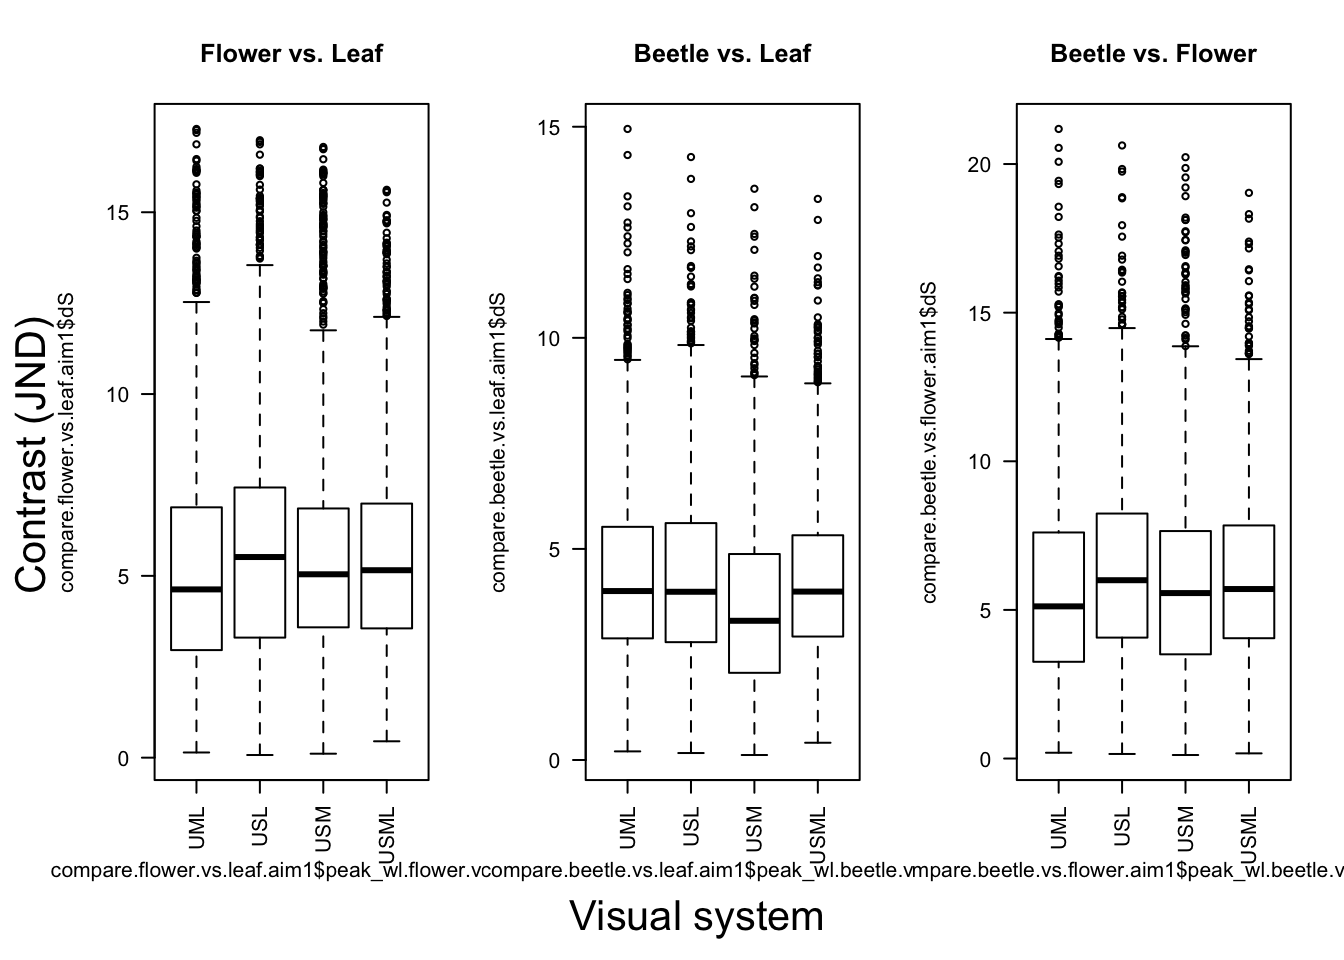 Flower vs. Leaf
Beetle vs. Leaf
Beetle vs. Flower
Contrast (JND)
compare.flower.vs.leaf.aim1$dS
15
10
5
0
UML
USL
USM
USML
compare.beetle.vs.leaf.aim1$dS
15
10
5
0
UML
USL
USM
USML
compare.beetle.vs.flower.aim1$dS
20
15
10
5
0
UML
USL
USM
USML
compare.flower.vs.leaf.aim1$peak_wl.flower.v
compare.beetle.vs.leaf.aim1$peak_wl.beetle.v
mpare.beetle.vs.flower.aim1$peak_wl.beetle.v
Visual system